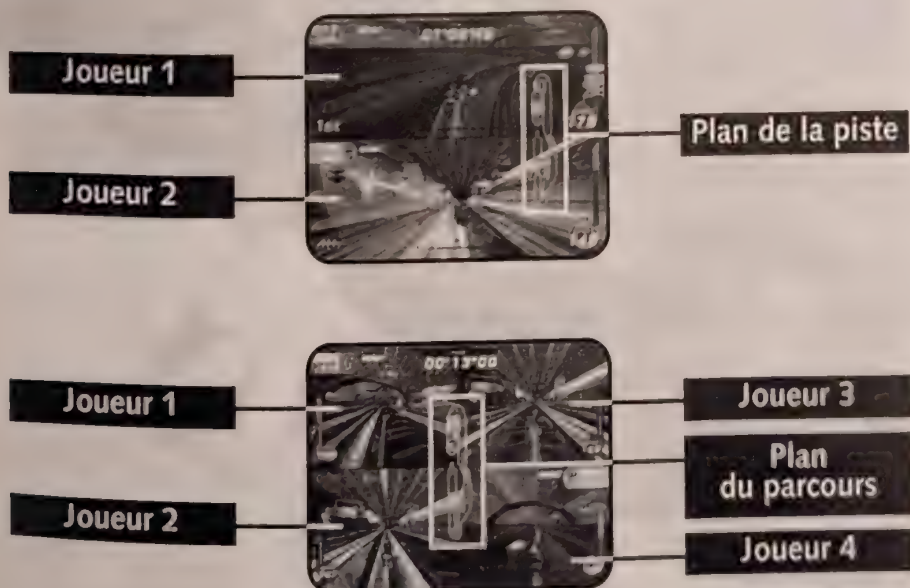 Joueur 1
Joueur 2
1st
Plan de la piste
Joueur 1
Joueur 2
00'13"00
Joueur 3
Plan
du parcours
Joueur 4